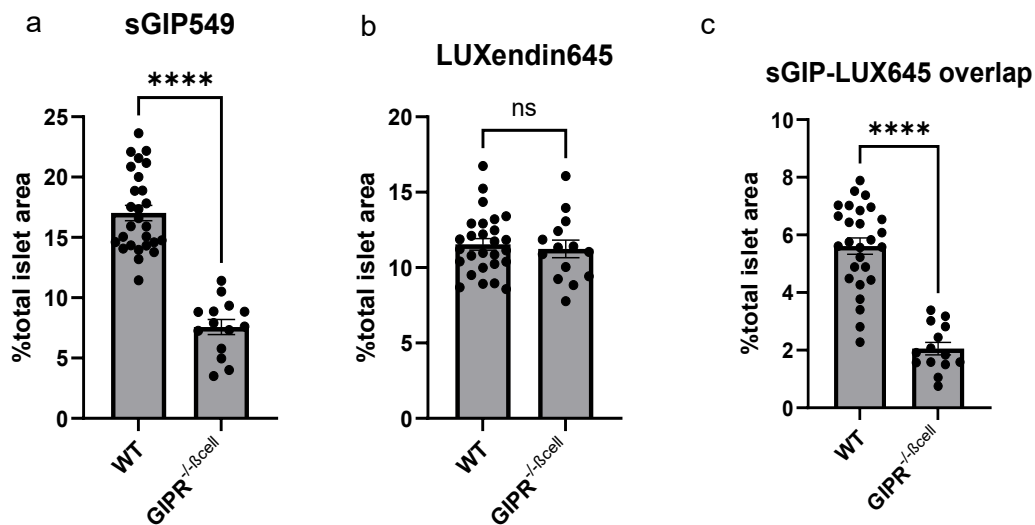 a
sGIP549
****
%total islet area
25
20
15
10
5
0
WT
GIPR-/-ßcell
b
LUXendin645
ns
%total islet area
20
15
10
5
0
WT
GIPR-/-ßcell
c
sGIP-LUX645 overlap
****
%total islet area
10
8
6
4
2
0
WT
GIPR-/-ßcell